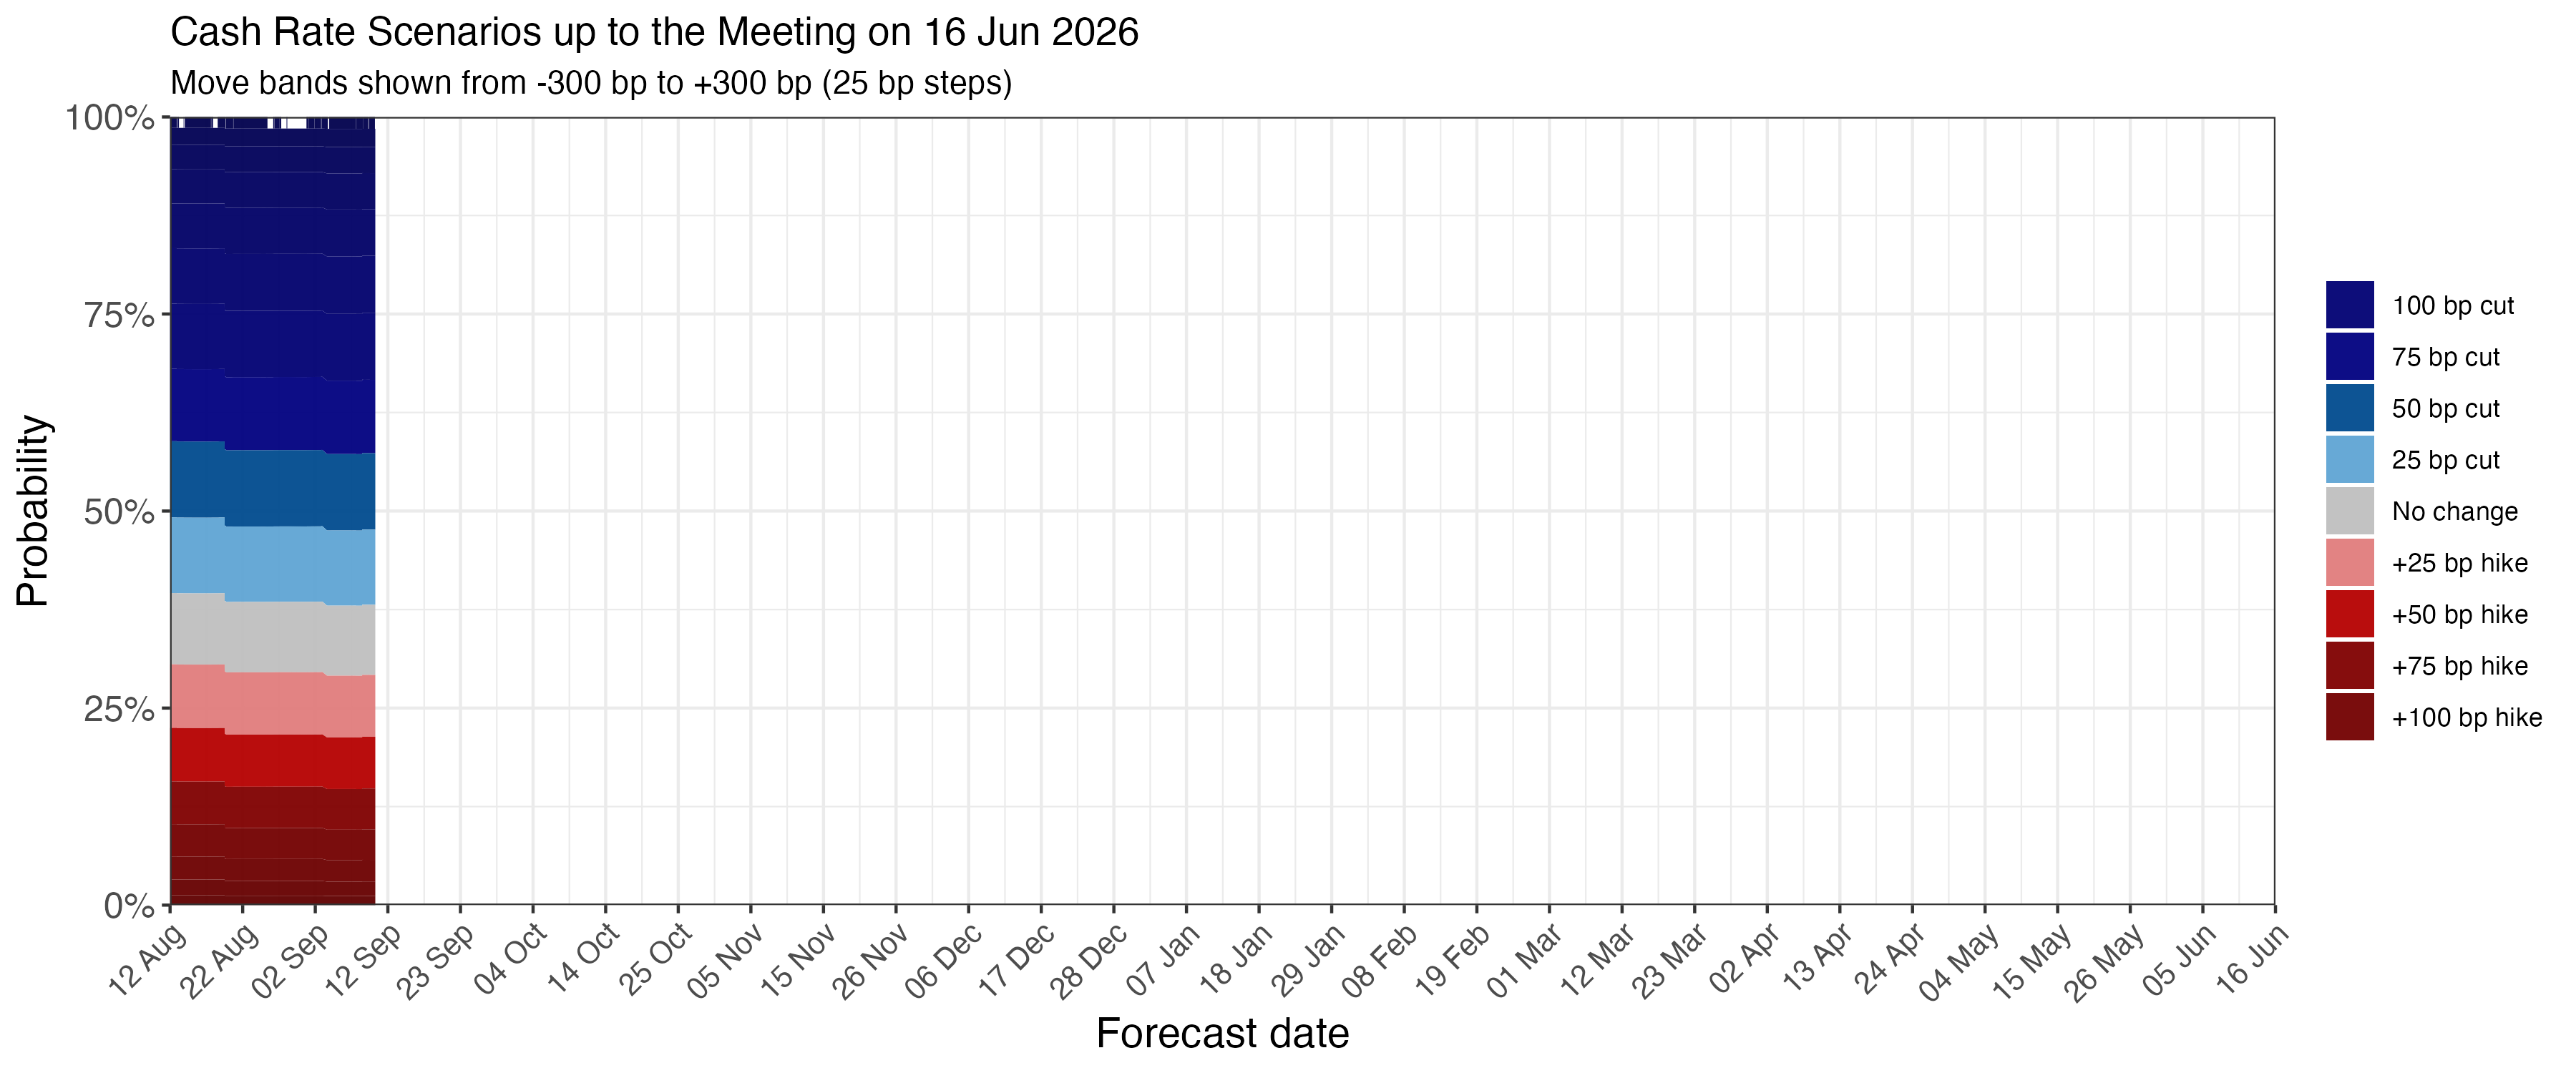 Cash Rate Scenarios up to the Meeting on 16 Jun 2026
Move bands shown from -300 bp to +300 bp (25 bp steps)
Probability
100%
75%
50%
25%
0%
12 Aug
22 Aug
02 Sep
12 Sep
23 Sep
04 Oct
14 Oct
25 Oct
05 Nov
15 Nov
26 Nov
06 Dec
17 Dec
28 Dec
07 Jan
18 Jan
29 Jan
08 Feb
19 Feb
01 Mar
12 Mar
23 Mar
02 Apr
13 Apr
24 Apr
04 May
15 May
26 May
05 Jun
16 Jun
Forecast date
100 bp cut
75 bp cut
50 bp cut
25 bp cut
No change
+25 bp hike
+50 bp hike
+75 bp hike
+100 bp hike